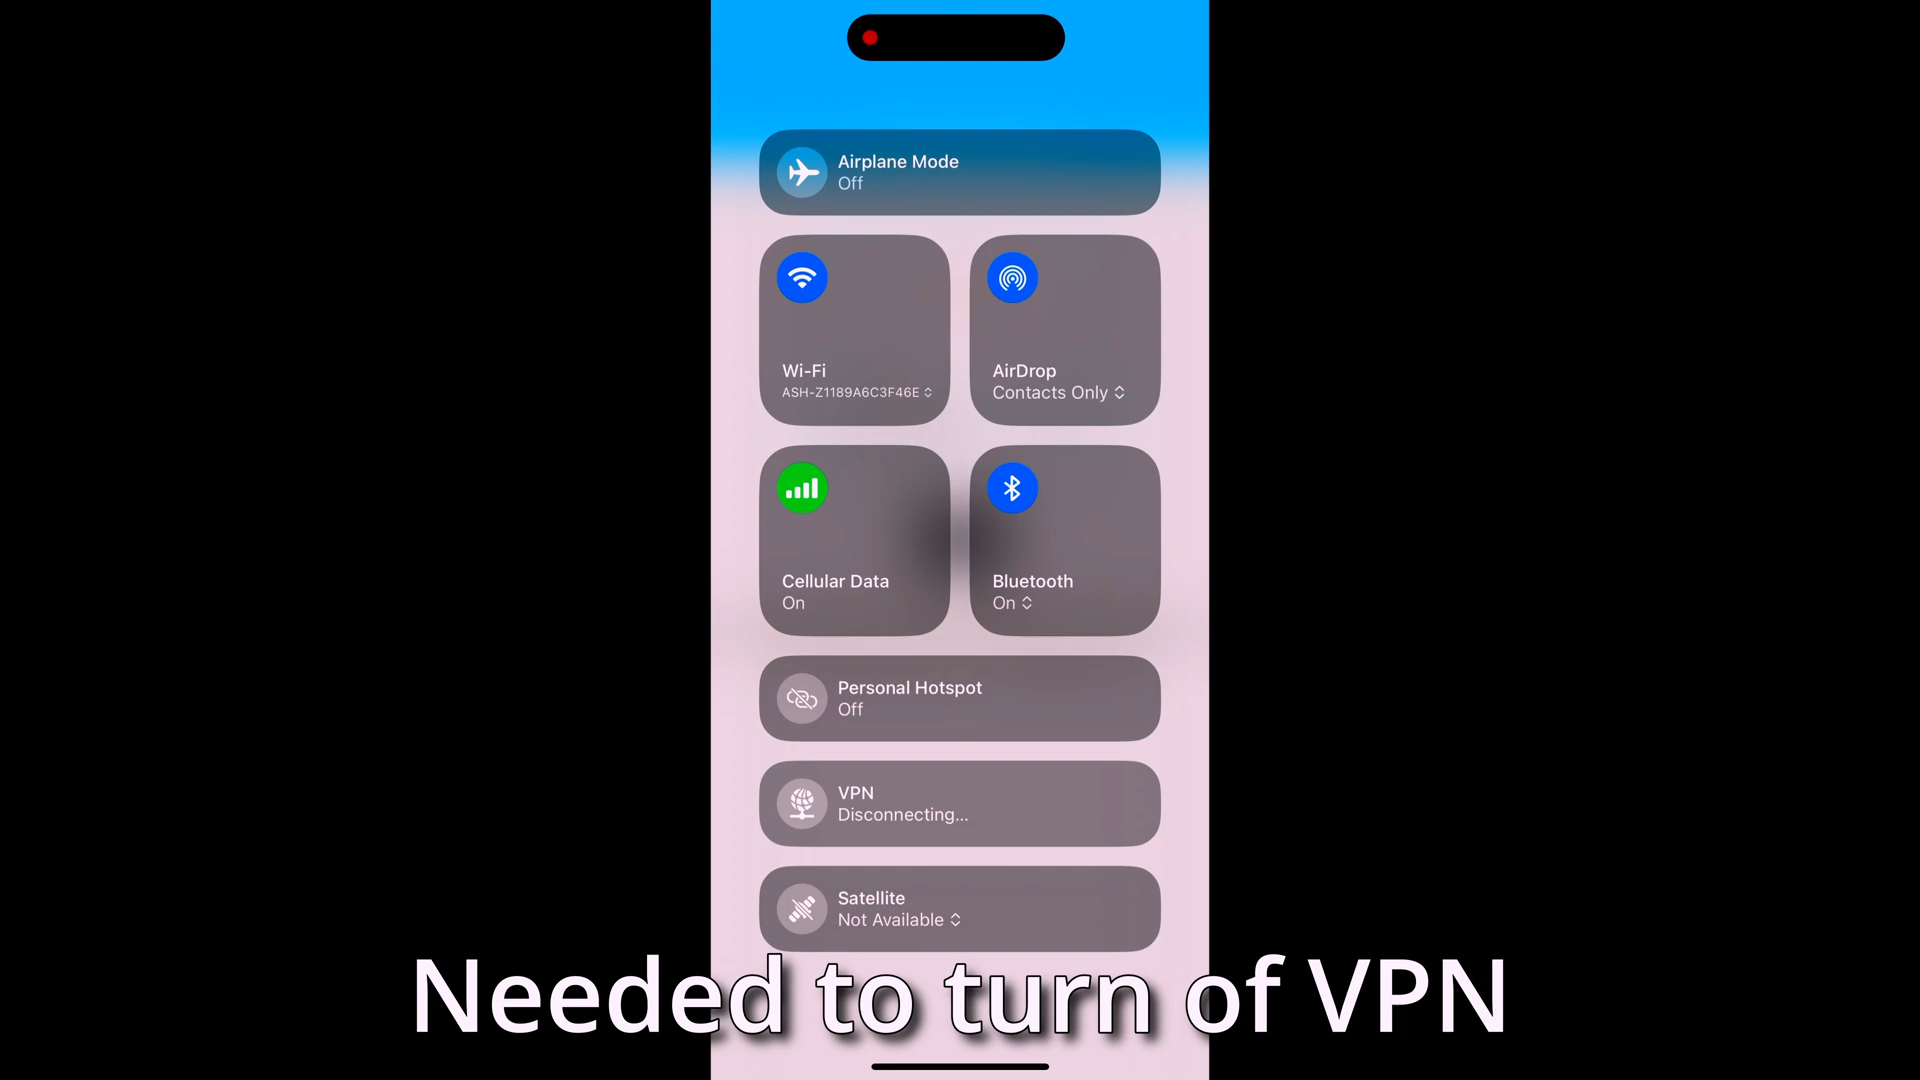 Airplane Mode
Off
Wi-Fi
ASH-Z1189A6C3F46E
AirDrop
Contacts Only
Cellular Data
On
Bluetooth
On
Personal Hotspot
Off
VPN
Disconnecting...
Satellite
Not Available
Needed to turn of VPN